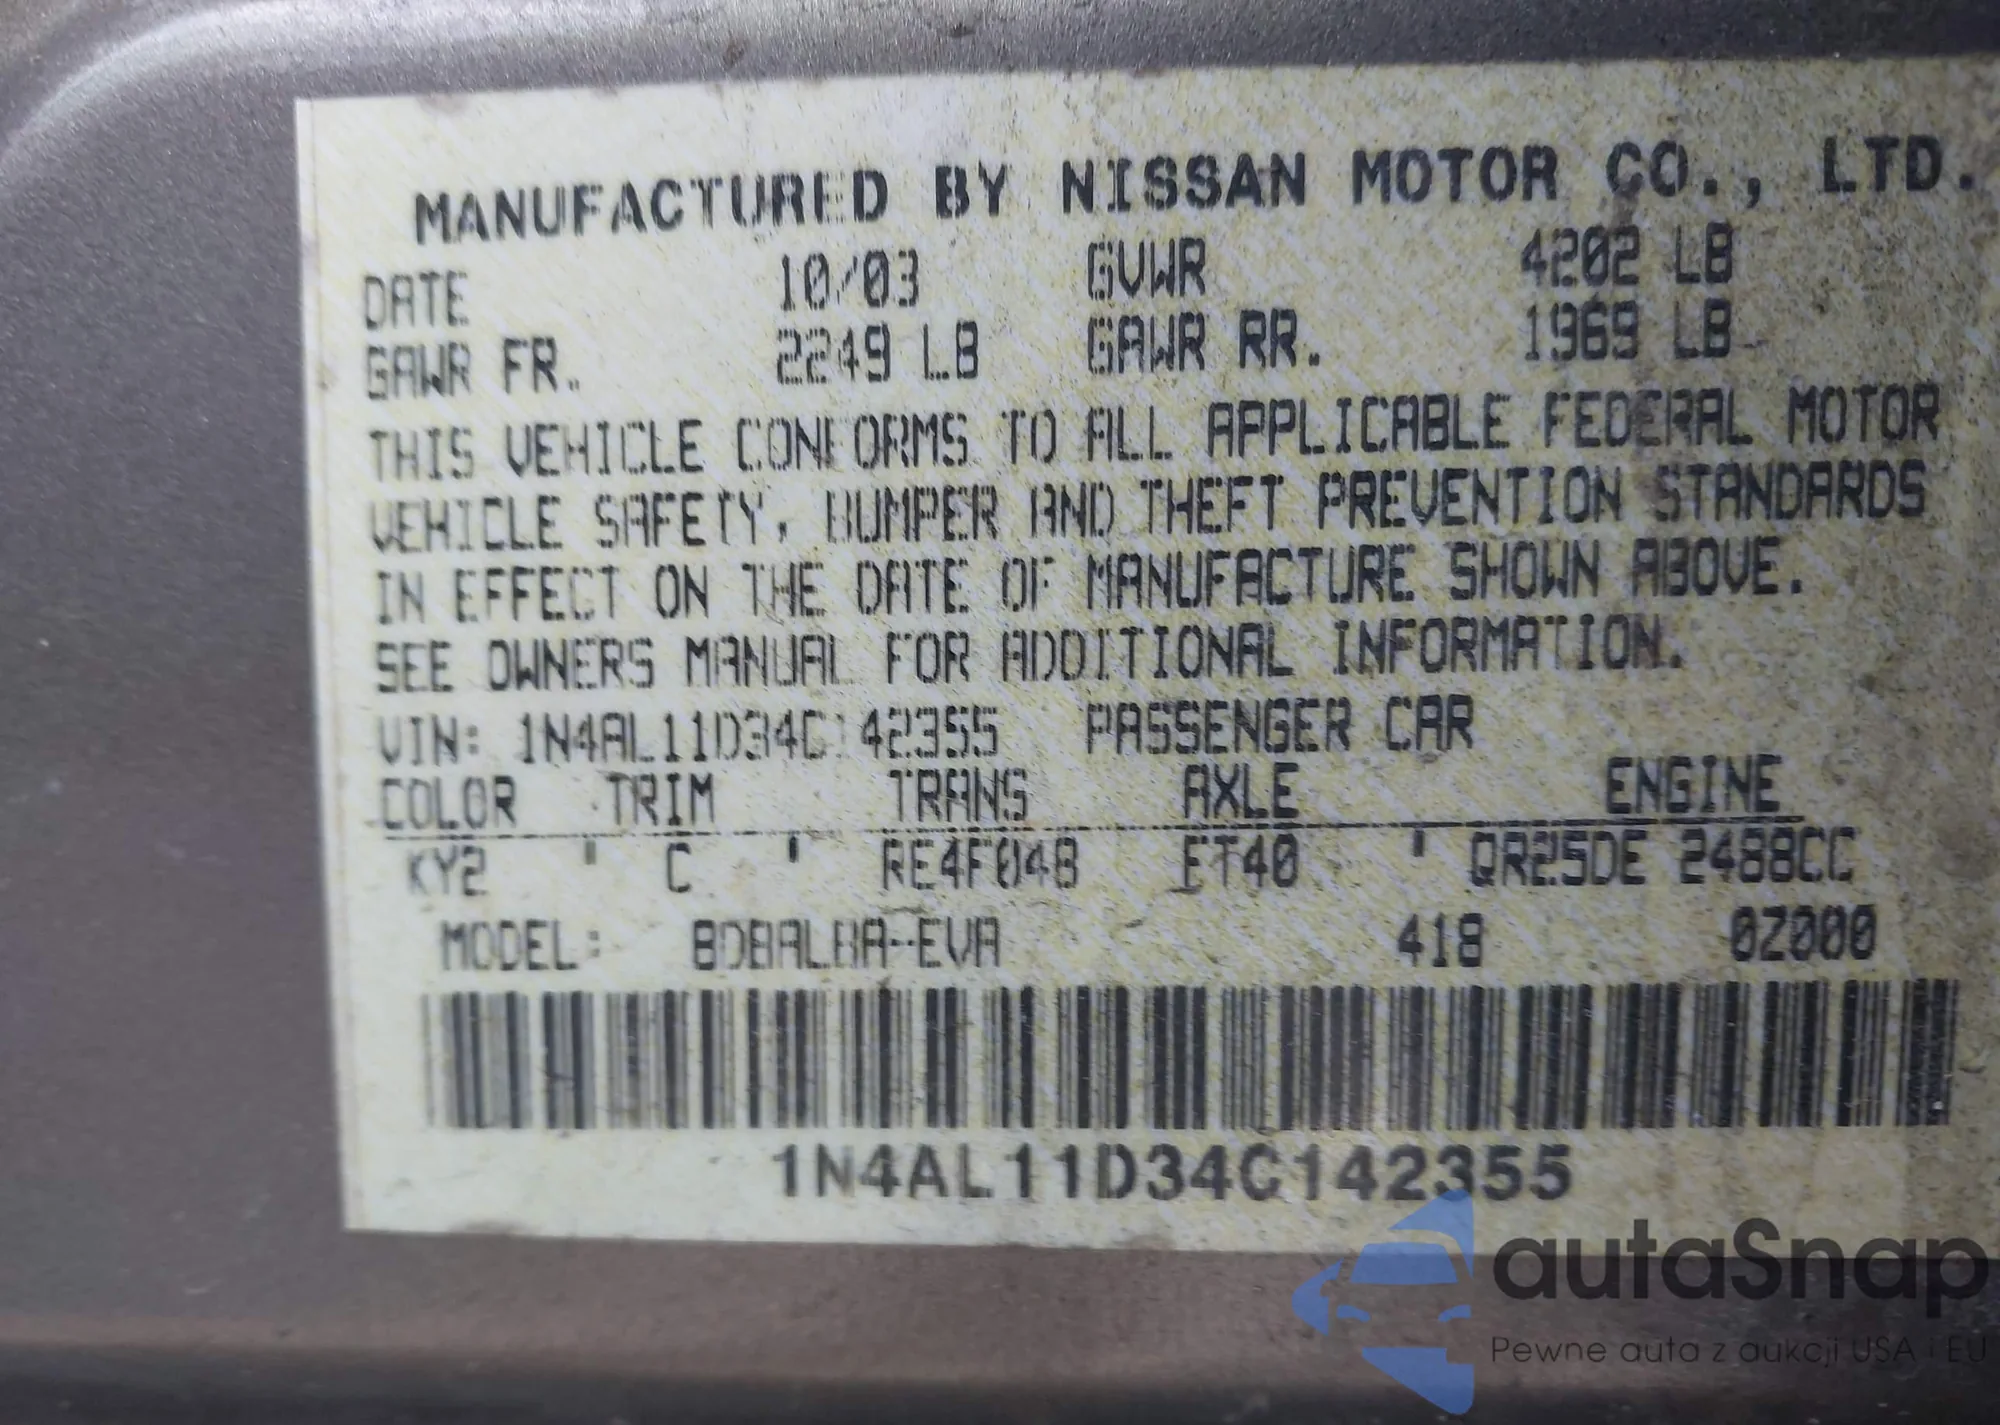 MANUFACTURED BY NISSAN MOTOR CO., LTD.
DATE 10/03 GVWR 4202 LB
GAWR FR. 2249 LB GAWR RR. 1969 LB
THIS VEHICLE CONFORMS TO ALL APPLICABLE FEDERAL MOTOR
VEHICLE SAFETY, BUMPER AND THEFT PREVENTION STANDARDS
IN EFFECT ON THE DATE OF MANUFACTURE SHOWN ABOVE.
SEE OWNERS MANUAL FOR ADDITIONAL INFORMATION.
VIN: 1N4AL11D34C142355 PASSENGER CAR
COLOR TRIM TRANS AXLE ENGINE
KY2 ' C ' RE4F04B FT40 ' QR25DE 2488CC
MODEL: BDBALBA-EVA 418 0Z000
1N4AL11D34C142355
autaSnap
Pewne auta z aukcji USA i EU